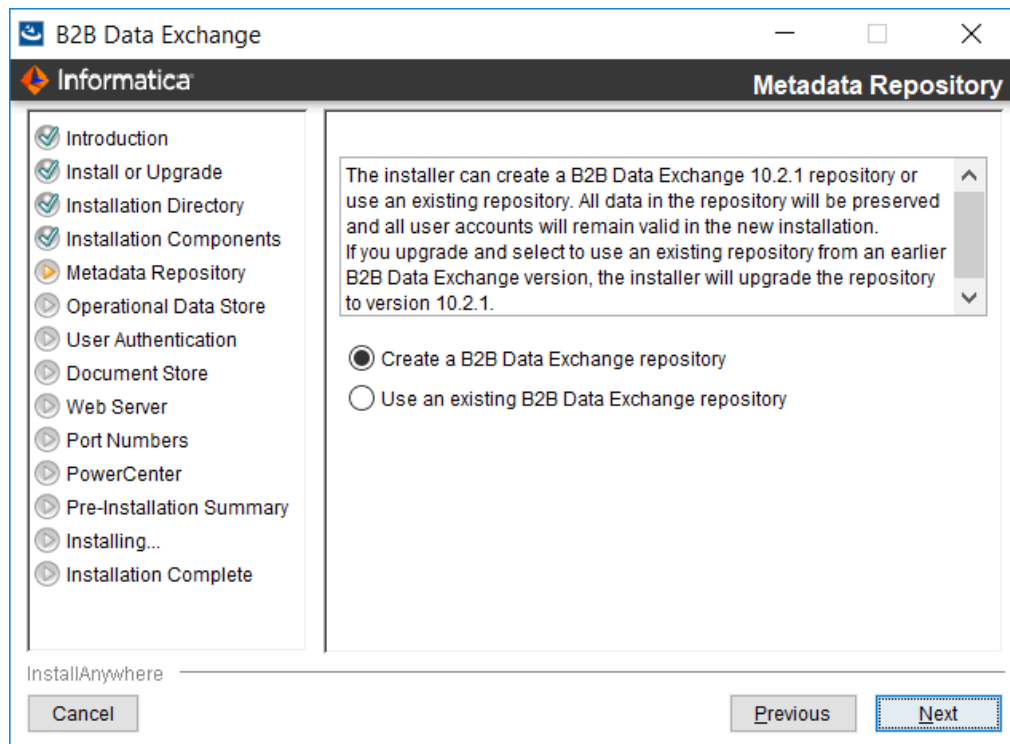 B2B Data Exchange
Informatica
Metadata Repository
Introduction
Install or Upgrade
Installation Directory
Installation Components
Metadata Repository
Operational Data Store
User Authentication
Document Store
Web Server
Port Numbers
PowerCenter
Pre-Installation Summary
Installing...
Installation Complete
The installer can create a B2B Data Exchange 10.2.1 repository or
use an existing repository. All data in the repository will be preserved
and all user accounts will remain valid in the new installation.
If you upgrade and select to use an existing repository from an earlier
B2B Data Exchange version, the installer will upgrade the repository
to version 10.2.1.
Create a B2B Data Exchange repository
Use an existing B2B Data Exchange repository
InstallAnywhere
Cancel
Previous
Next